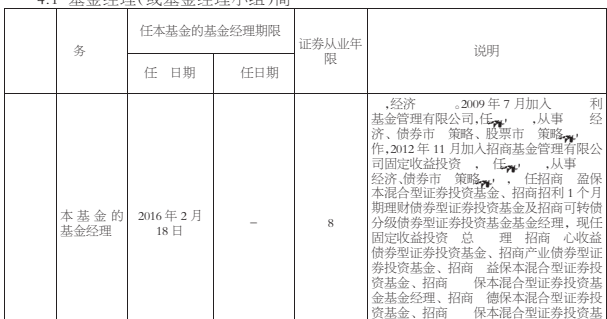 4.1 基金经理(或基金经理小组)简
务
任本基金的基金经理期限
证券从业年
限
说明
任 日期
任日期
本基金的
基金经理
2016年2月
18日
–
8
,经济 。2009年7月加入 利
基金管理有限公司,任 ,从事 经
济、债券市 策略、股票市 策略
作,2012年11月加入招商基金管理有限公
司固定收益投资 , 任 ,从事
经济、债券市 策略 , 任招商 盈保
本混合型证券投资基金、招商招利1个月
期理财债券型证券投资基金及招商可转债
分级债券型证券投资基金基金经理，现任
固定收益投资 总 理 招商 心收益
债券型证券投资基金、招商产业债券型证
券投资基金、招商 益保本混合型证券投
资基金、招商 保本混合型证券投资基
金基金经理、招商 德保本混合型证券投
资基金、招商 保本混合型证券投资基